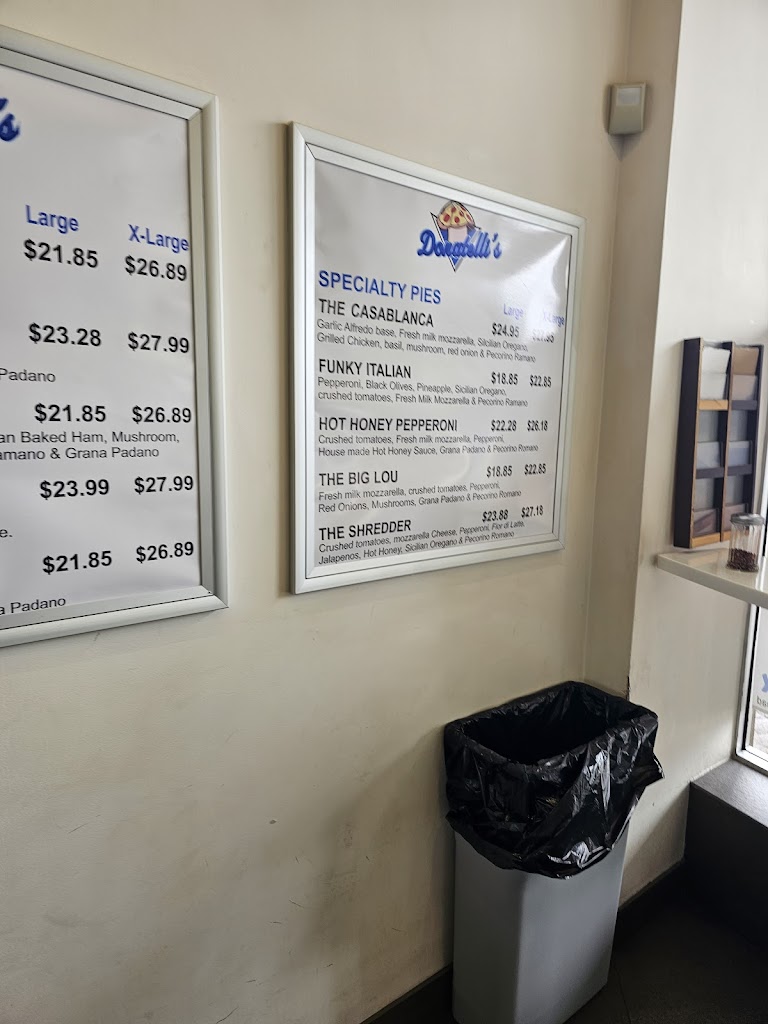 's
Large X-Large
$21.85 $26.89
$23.28 $27.99
Padano
$21.85 $26.89
an Baked Ham, Mushroom,
amano & Grana Padano
$23.99 $27.99
e.
$21.85 $26.89
a Padano
Donatelli's
SPECIALTY PIES
Large X-Large
THE CASABLANCA $24.95
Garlic Alfredo base, Fresh milk mozzarella, Silcilian Oregano,
Grilled Chicken, basil, mushroom, red onion & Pecorino Ramano
FUNKY ITALIAN $18.85 $22.85
Pepperoni, Black Olives, Pineapple, Sicilian Oregano,
crushed tomatoes, Fresh Milk Mozzarella & Pecorino Ramano
HOT HONEY PEPPERONI $22.28 $26.18
Crushed tomatoes, Fresh milk mozzarella, Pepperoni,
House made Hot Honey Sauce, Grana Padano & Pecorino Romano
THE BIG LOU $18.85 $22.85
Fresh milk mozzarella, crushed tomatoes, Pepperoni,
Red Onions, Mushrooms, Grana Padano & Pecorino Romano
THE SHREDDER $23.88 $27.18
Crushed tomatoes, mozzarella Cheese, Pepperoni, Fior di Latte,
Jalapenos, Hot Honey, Sicilian Oregano & Pecorino Romano